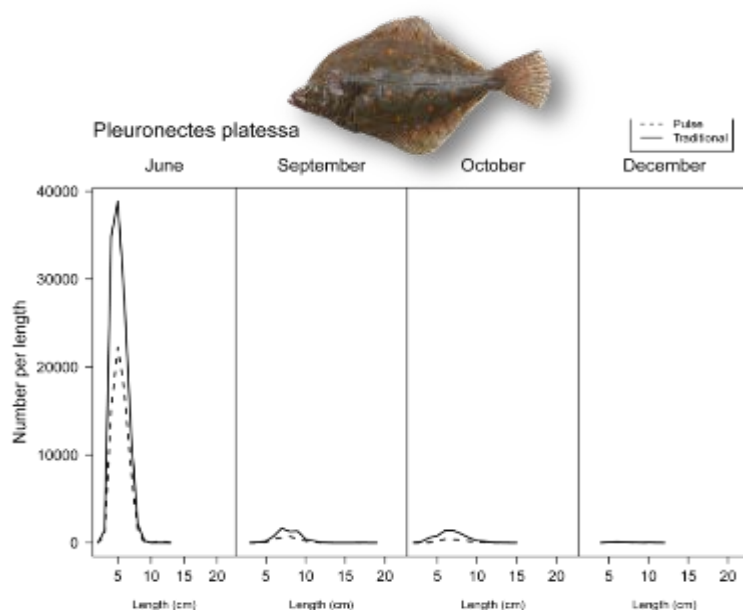 Pleuronectes platessa
Pulse
Traditional
June September October December
Number per length
40000
30000
20000
10000
0
5 10 15 20 5 10 15 20 5 10 15 20 5 10 15 20
Length (cm) Length (cm) Length (cm) Length (cm)